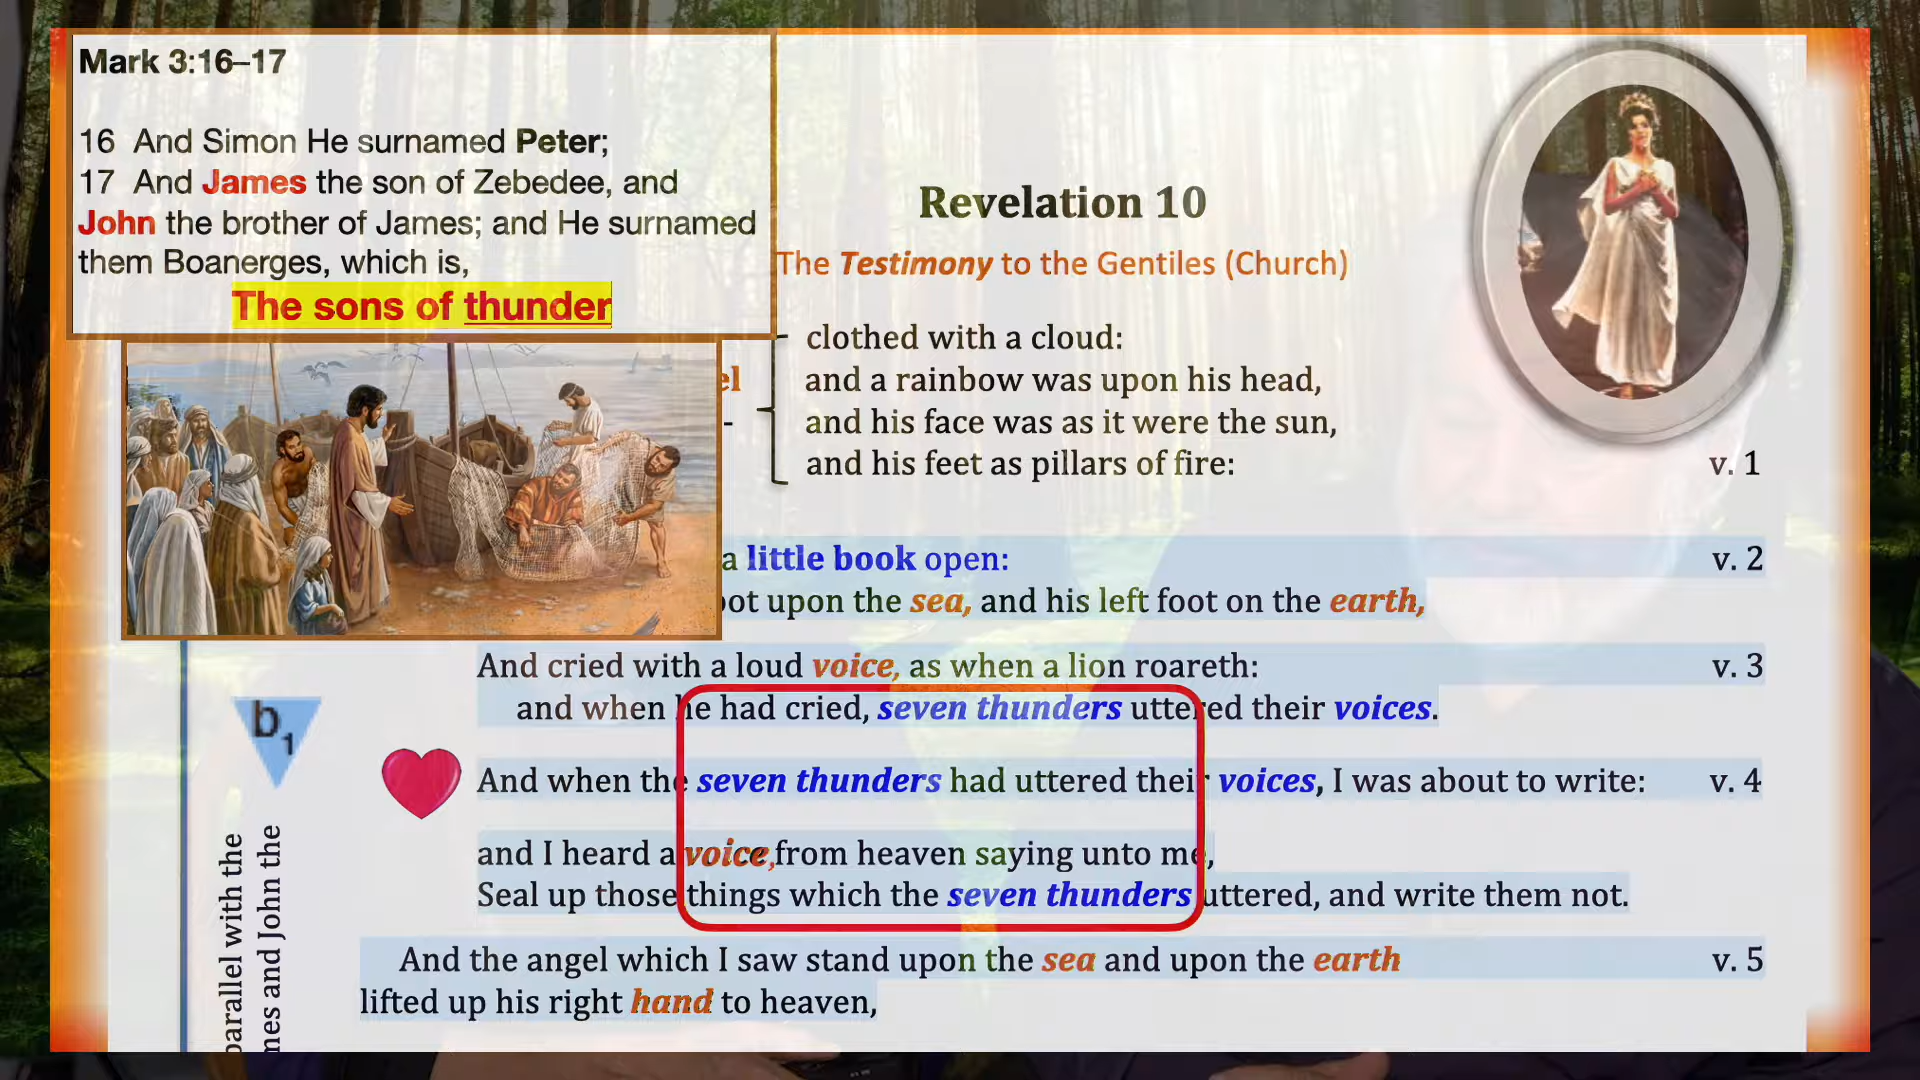 Mark 3:16–17
16 And Simon He surnamed Peter;
17 And James the son of Zebedee, and
John the brother of James; and He surnamed
them Boanerges, which is,
The sons of thunder
Revelation 10
The Testimony to the Gentiles (Church)
clothed with a cloud:
el and a rainbow was upon his head,
- and his face was as it were the sun,
and his feet as pillars of fire: v. 1
a little book open: v. 2
oot upon the sea, and his left foot on the earth,
And cried with a loud voice, as when a lion roareth: v. 3
and when he had cried, seven thunders uttered their voices.
b1
And when the seven thunders had uttered their voices, I was about to write: v. 4
and I heard a voice, from heaven saying unto me,
Seal up those things which the seven thunders uttered, and write them not.
And the angel which I saw stand upon the sea and upon the earth v. 5
lifted up his right hand to heaven,
parallel with the
mes and John the